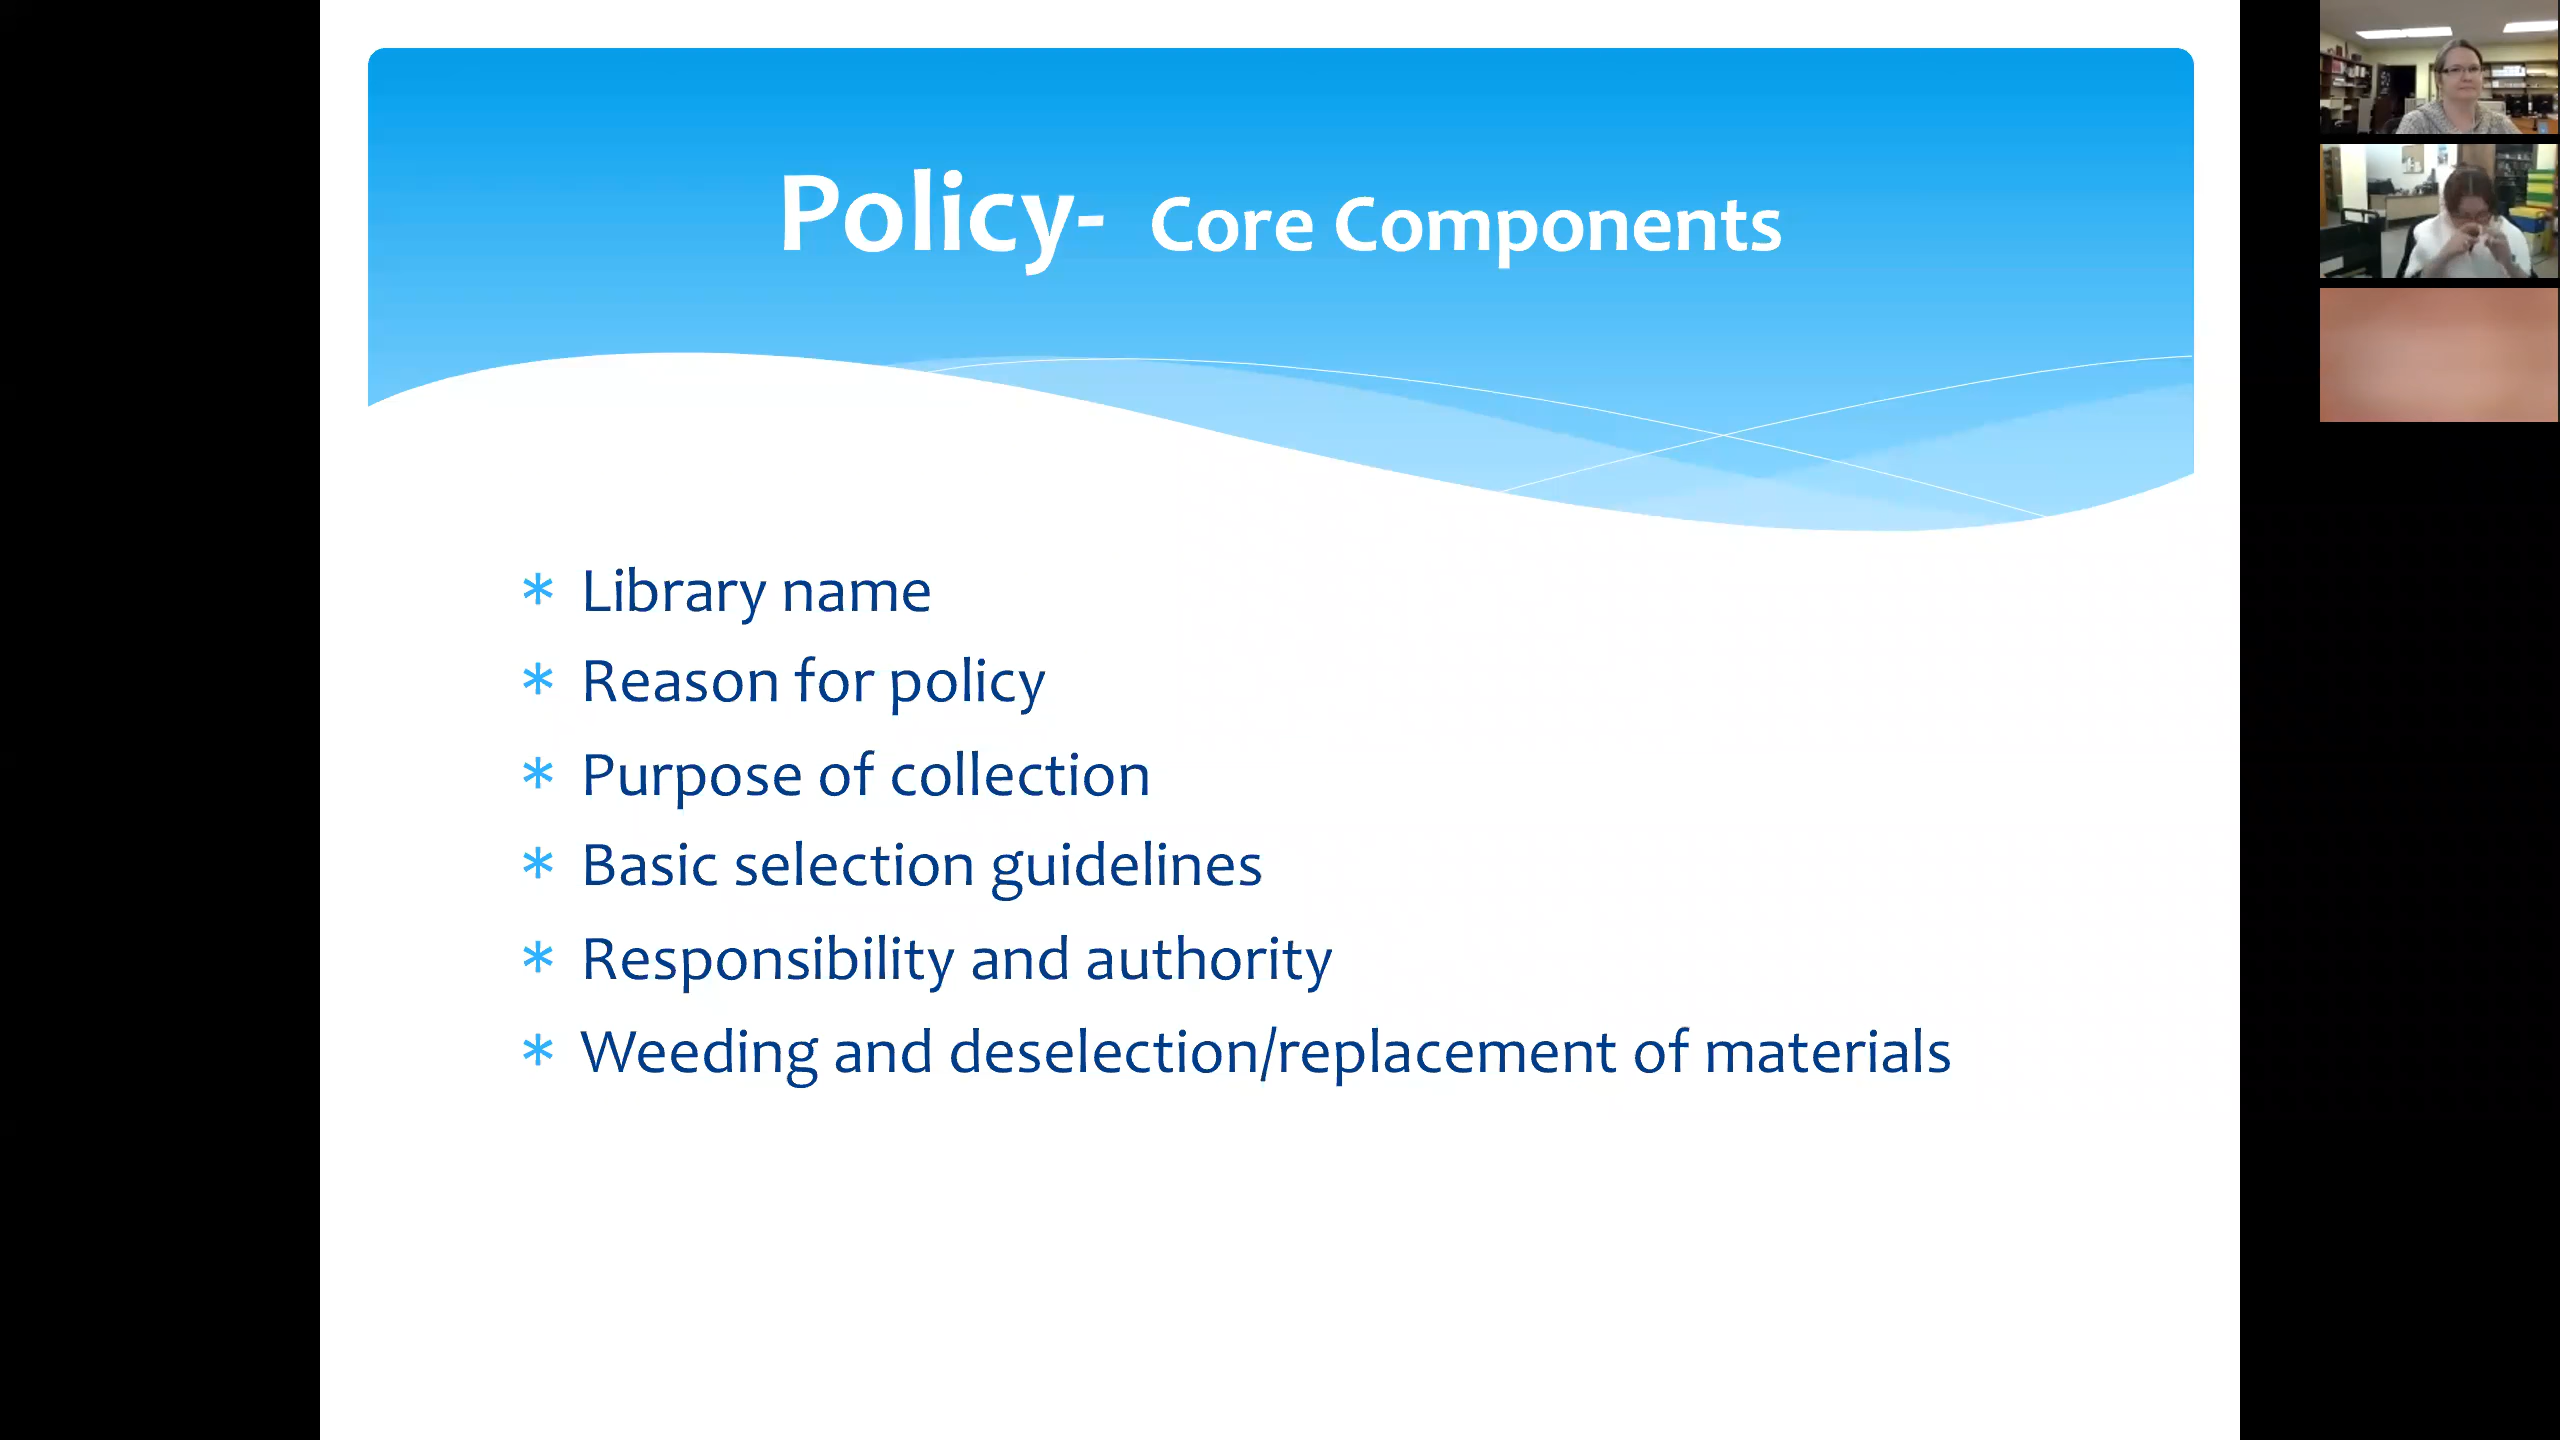 Policy- Core Components
* Library name
* Reason for policy
* Purpose of collection
* Basic selection guidelines
* Responsibility and authority
* Weeding and deselection/replacement of materials